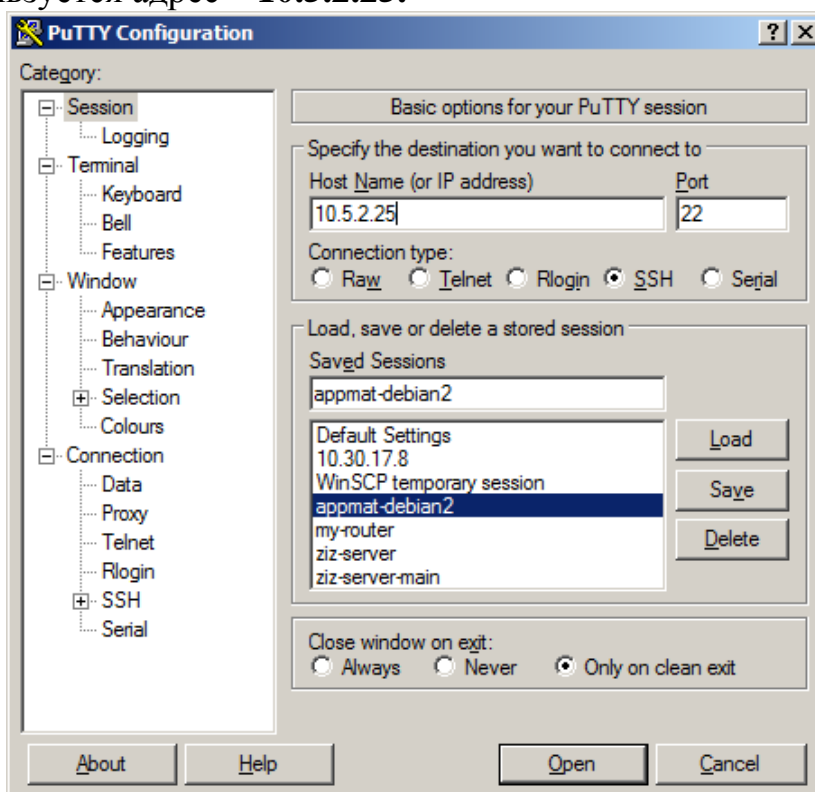 адрес
PuTTY Configuration
Category:
Session
Logging
Terminal
Keyboard
Bell
Features
Window
Appearance
Behaviour
Translation
Selection
Colours
Connection
Data
Proxy
Telnet
Rlogin
SSH
Serial
Basic options for your PuTTY session
Specify the destination you want to connect to
Host Name (or IP address) Port
10.5.2.25 22
Connection type:
Raw Telnet Rlogin SSH Serial
Load, save or delete a stored session
Saved Sessions
appmat-debian2
Default Settings
10.30.17.8
WinSCP temporary session
appmat-debian2
my-router
ziz-server
ziz-server-main
Load
Save
Delete
Close window on exit:
Always Never Only on clean exit
About Help Open Cancel